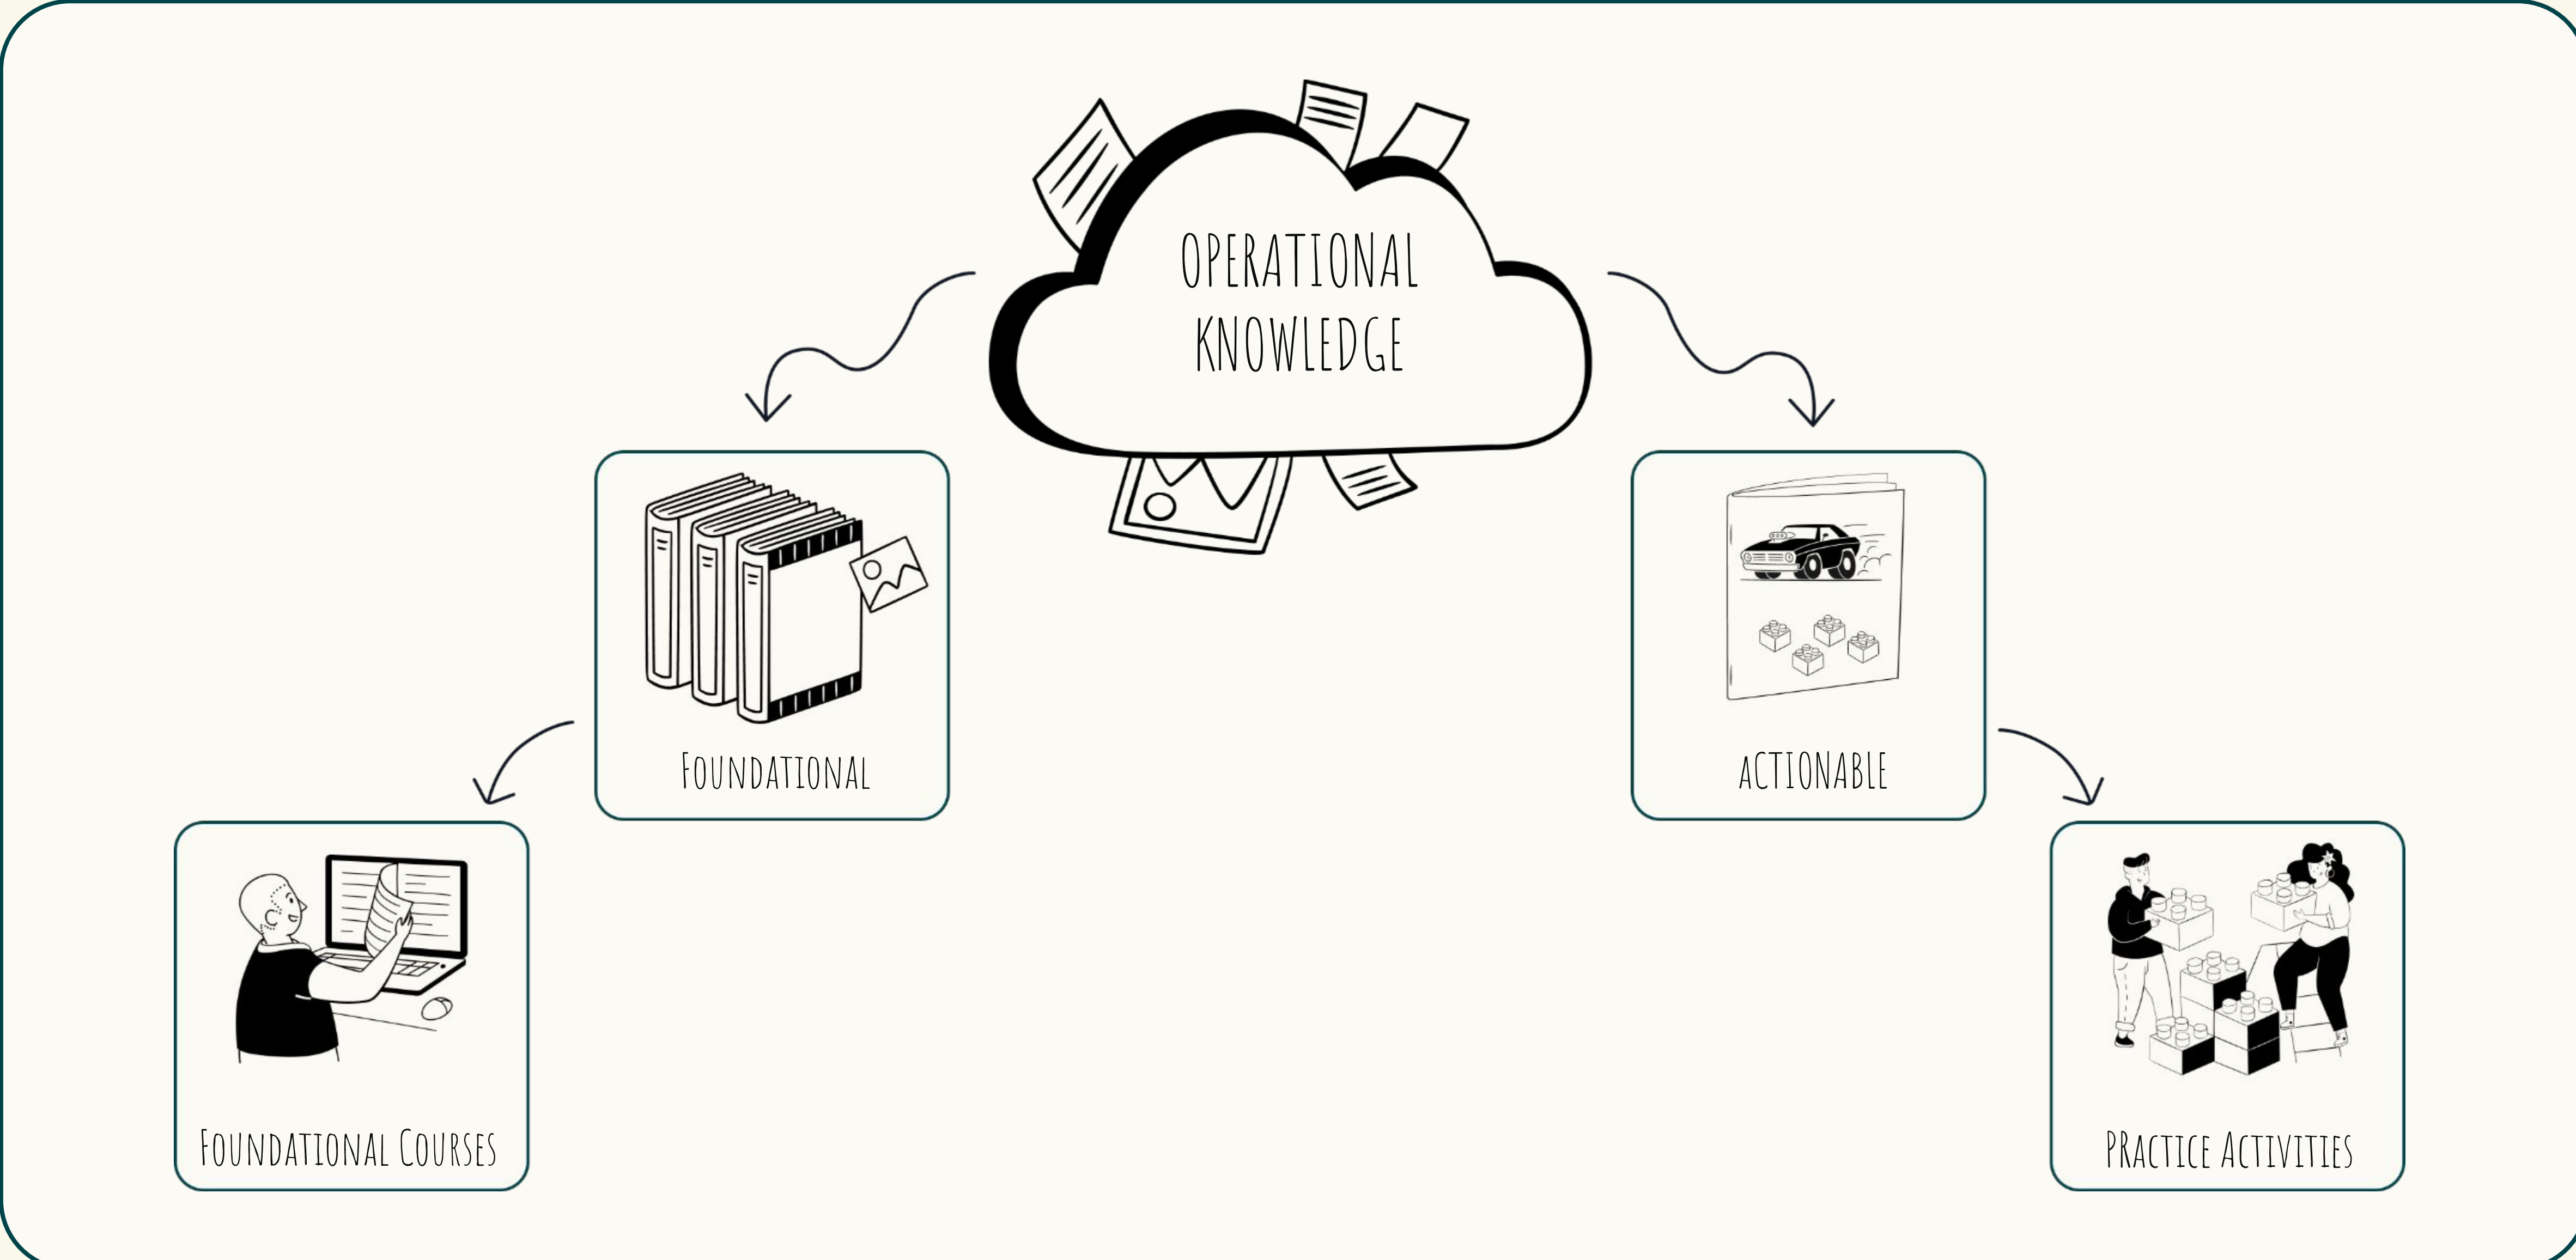 OPERATIONAL
KNOWLEDGE
FOUNDATIONAL
ACTIONABLE
FOUNDATIONAL COURSES
PRACTICE ACTIVITIES